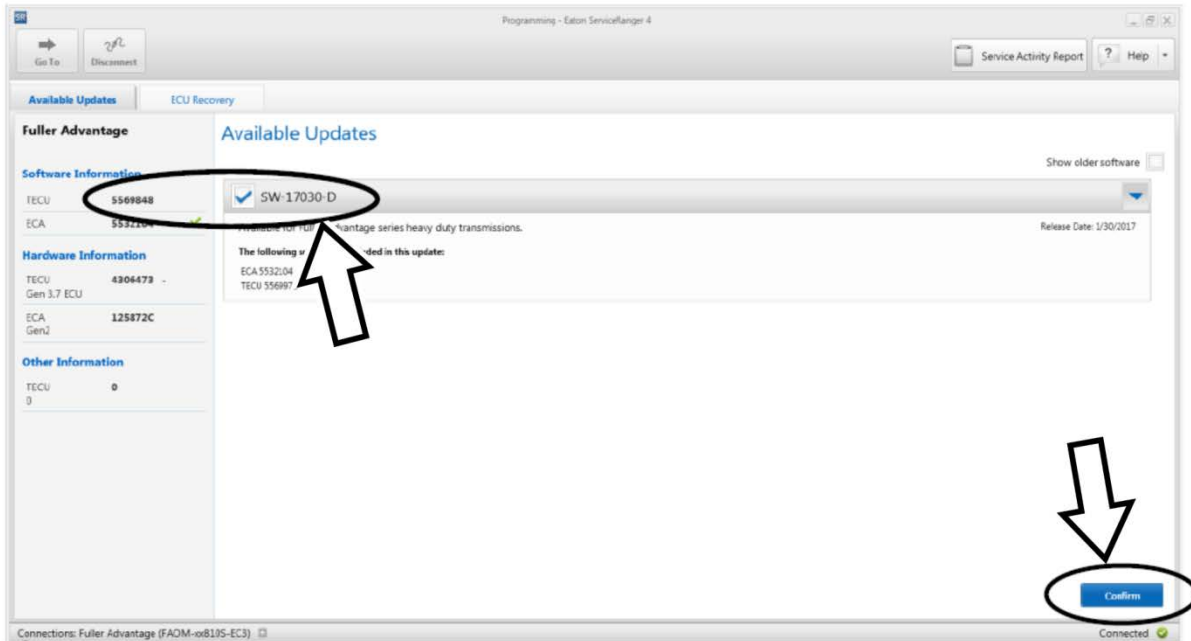 SR
Programming - Eaton ServiceRanger 4
Go To
Disconnect
Service Activity Report
? Help
Available Updates
ECU Recovery
Fuller Advantage
Available Updates
Show older software
Software Information
TECU 5569848
SW-17030-D
ECA
Available for vantage series heavy duty transmissions.
Release Date: 1/30/2017
Hardware Information
The following ded in this update:
ECA 5532104
TECU 4306473 -
TECU 556997
Gen 3.7 ECU
ECA 125872C
Gen2
Other Information
TECU 0
0
Confirm
Connections: Fuller Advantage (FAOM-xx810S-EC3)
Connected